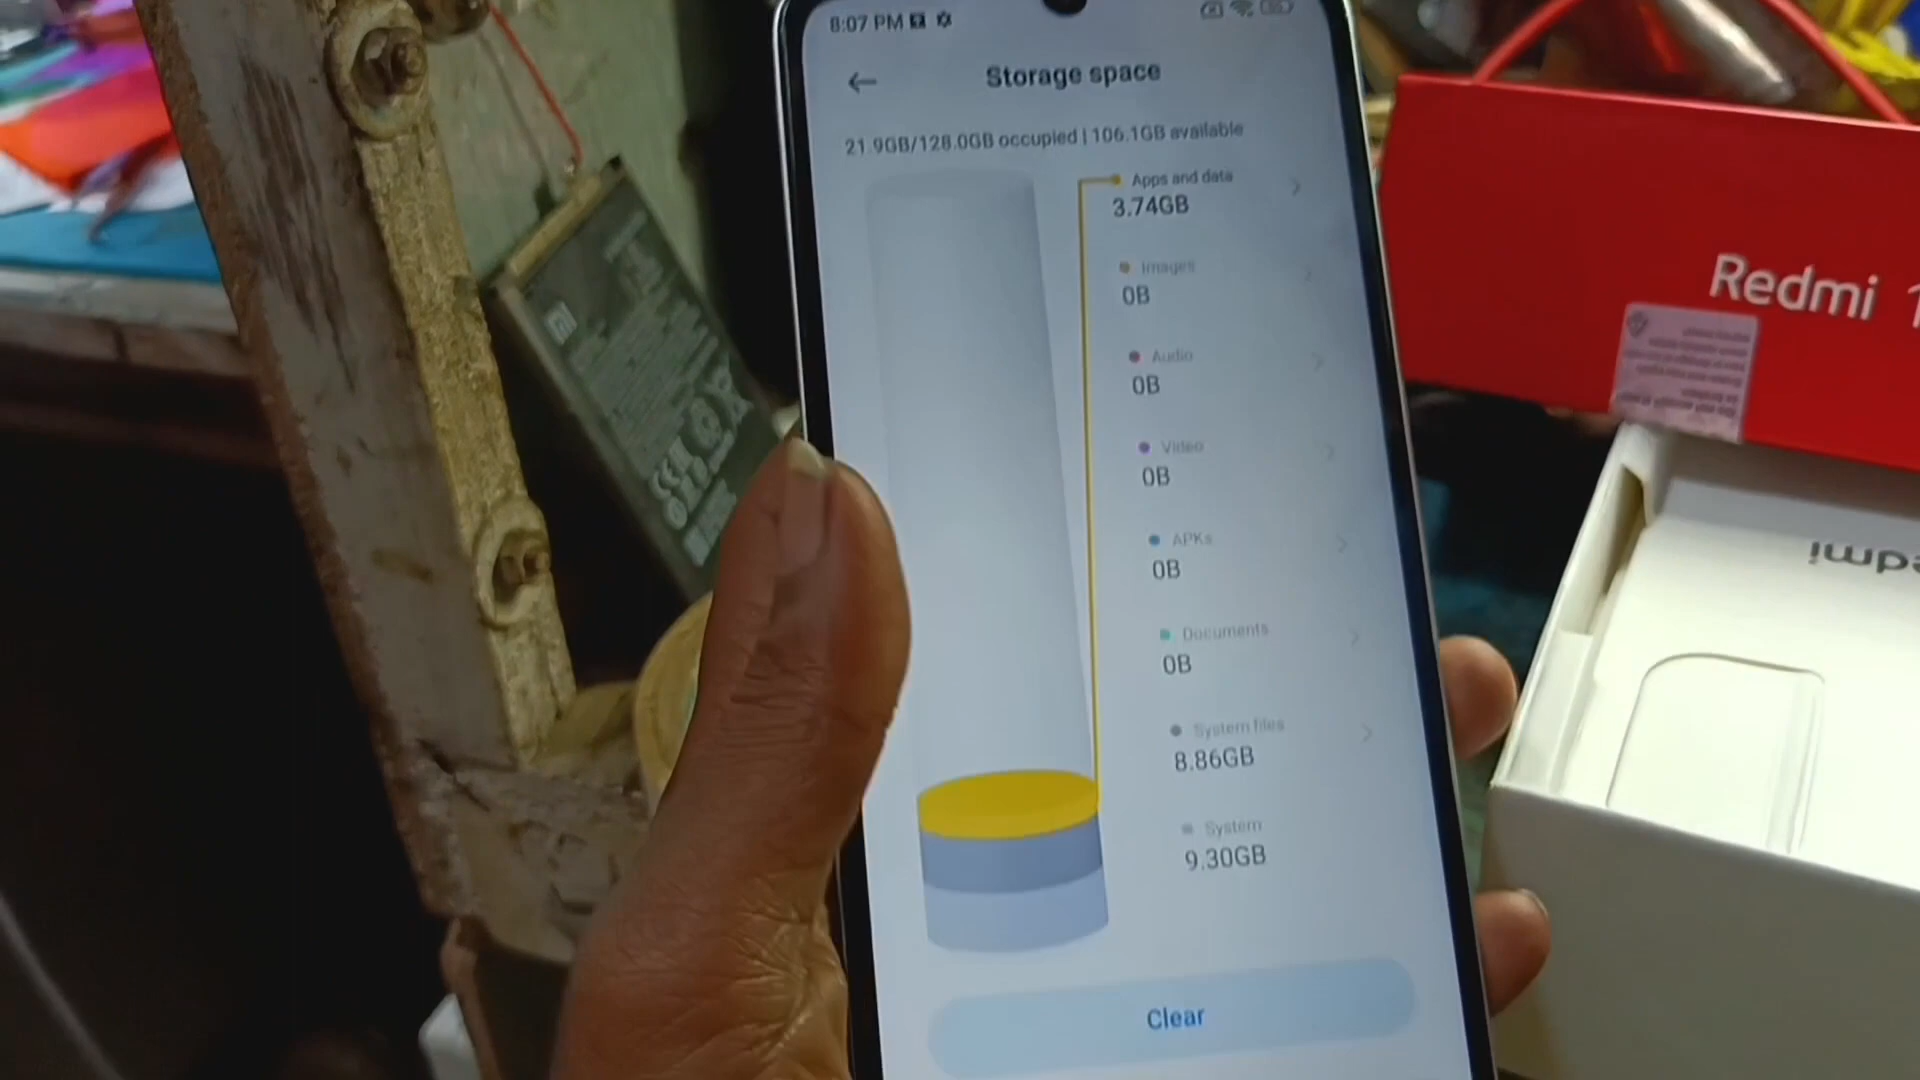 8:07 PM
Storage space
21.9GB/128.0GB occupied | 106.1GB available
Apps and data
3.74GB
Images
0B
Audio
0B
Video
0B
APKs
0B
Documents
0B
System files
8.86GB
System
9.30GB
Clear
Redmi